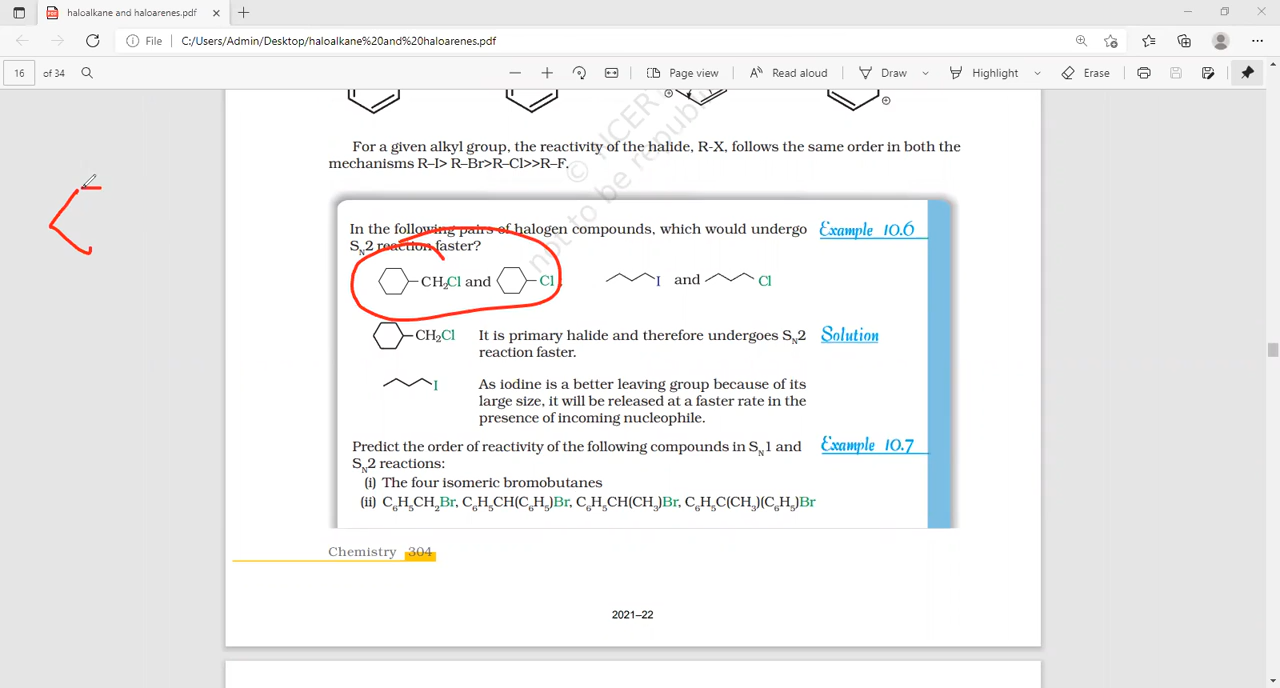 haloalkane and haloarenes.pdf
File C:/Users/Admin/Desktop/haloalkane%20and%20haloarenes.pdf
16 of 34 Page view Read aloud Draw Highlight Erase
For a given alkyl group, the reactivity of the halide, R-X, follows the same order in both the
mechanisms R–I> R–Br>R–Cl>>R–F.
© NCERT
not to be republished
In the following pairs of halogen compounds, which would undergo
SN2 reaction faster?
Example 10.6
CH2Cl and Cl I and Cl
CH2Cl It is primary halide and therefore undergoes SN2
reaction faster.
Solution
I As iodine is a better leaving group because of its
large size, it will be released at a faster rate in the
presence of incoming nucleophile.
Predict the order of reactivity of the following compounds in SN1 and
SN2 reactions:
Example 10.7
(i) The four isomeric bromobutanes
(ii) C6H5CH2Br, C6H5CH(C6H5)Br, C6H5CH(CH3)Br, C6H5C(CH3)(C6H5)Br
Chemistry 304
2021–22